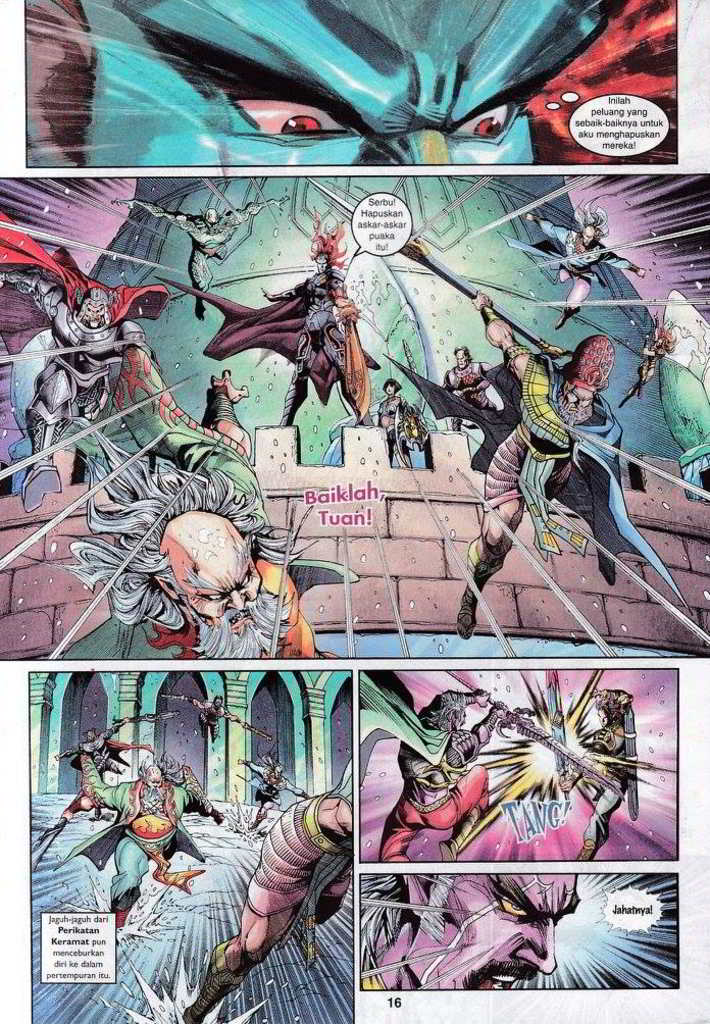 Inilah
peluang yang
sebaik-baiknya untuk
aku menghapuskan
mereka!
Serbu!
Hapuskan
askar-askar
puaka
itu!
Baiklah,
Tuan!
Jaguh-jaguh dari
Perikatan
Keramat pun
menceburkan
diri ke dalam
pertempuran itu.
TANG!
Jahatnya!
16